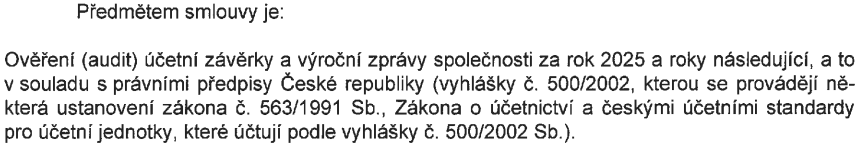 Předmětem smlouvy je:
Ověření (audit) účetní závěrky a výroční zprávy společnosti za rok 2025 a roky následující, a to
v souladu s právními předpisy České republiky (vyhlášky č. 500/2002, kterou se provádějí ně-
která ustanovení zákona č. 563/1991 Sb., Zákona o účetnictví a českými účetními standardy
pro účetní jednotky, které účtují podle vyhlášky č. 500/2002 Sb.).